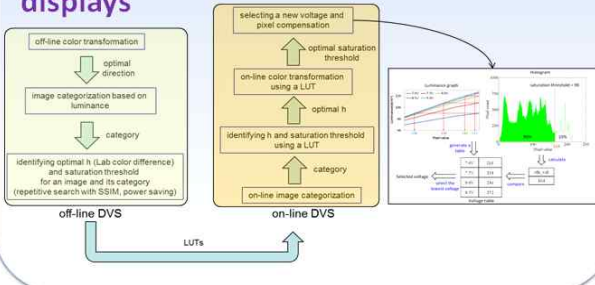 displays
off-line color transformation
optimal
direction
image categorization based on
luminance
category
identifying optimal h (Lab color difference)
and saturation threshold
for an image and its category
(repetitive search with SSIM, power saving)
off-line DVS
selecting a new voltage and
pixel compensation
optimal saturation
threshold
on-line color transformation
using a LUT
optimal h
identifying h and saturation threshold
using a LUT
category
on-line image categorization
on-line DVS
LUTs
Luminance graph
Pixel value
Histogram
saturation threshold
Pixel value
generate a
table
calculate
Selected voltage
select the
lowest voltage
compare
Voltage table